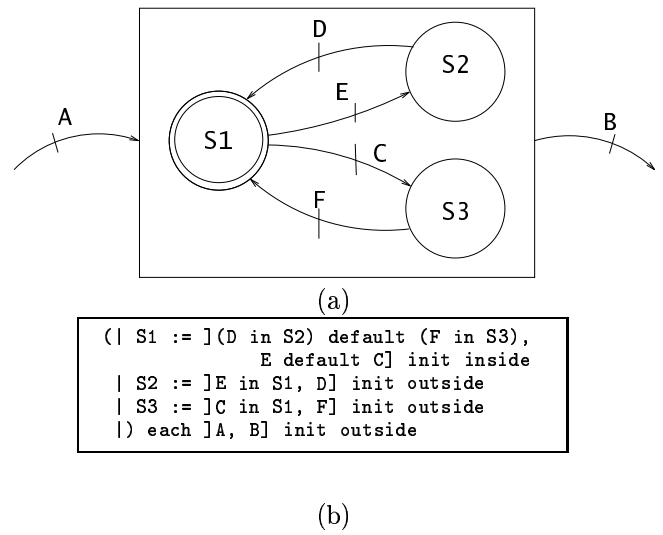 D
S2
E
A
B
S1
C
F
S3
(a)
(| S1 := ](D in S2) default (F in S3),
E default C] init inside
| S2 := ]E in S1, D] init outside
| S3 := ]C in S1, F] init outside
|) each ]A, B] init outside
(b)